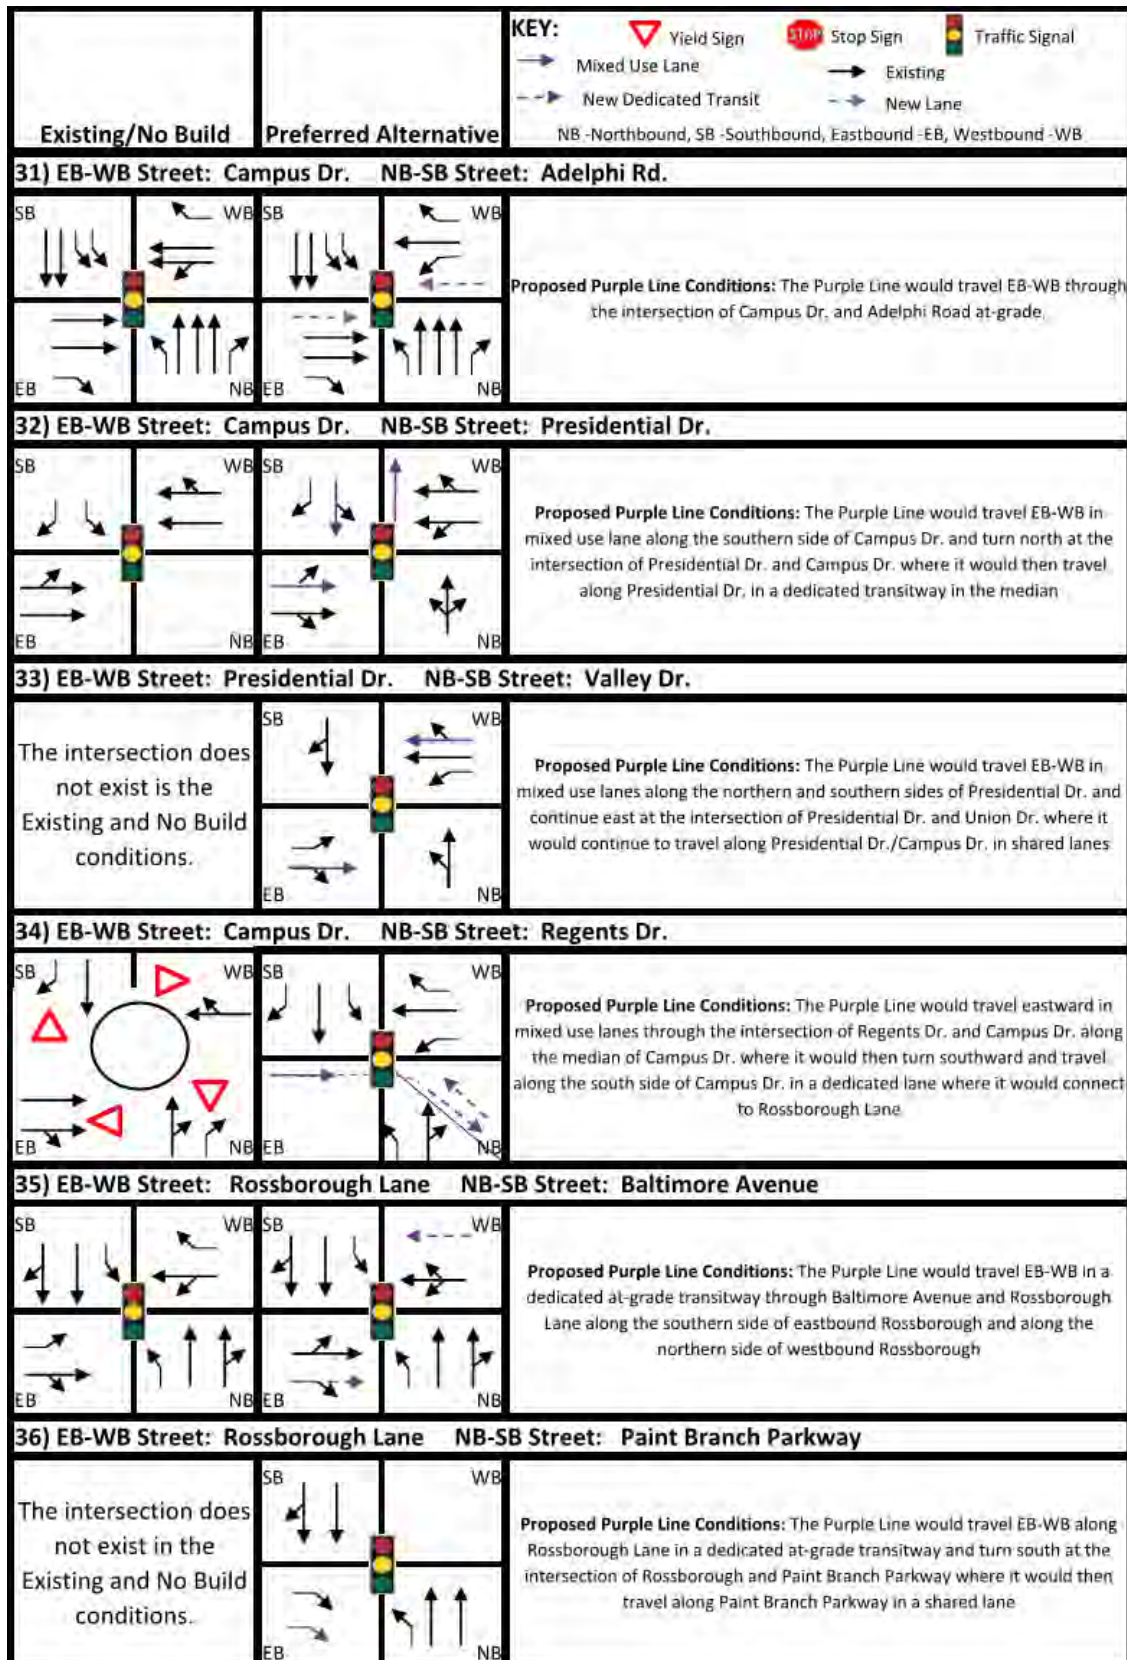 Existing/No Build
Preferred Alternative
KEY:
Yield Sign
STOP
Stop Sign
Traffic Signal
Mixed Use Lane
Existing
New Dedicated Transit
New Lane
NB -Northbound, SB -Southbound, Eastbound -EB, Westbound -WB
31) EB-WB Street: Campus Dr. NB-SB Street: Adelphi Rd.
SB WB SB WB
EB NB EB NB
Proposed Purple Line Conditions: The Purple Line would travel EB-WB through
the intersection of Campus Dr. and Adelphi Road at-grade
32) EB-WB Street: Campus Dr. NB-SB Street: Presidential Dr.
SB WB SB WB
EB NB EB NB
Proposed Purple Line Conditions: The Purple Line would travel EB-WB in
mixed use lane along the southern side of Campus Dr. and turn north at the
intersection of Presidential Dr. and Campus Dr. where it would then travel
along Presidential Dr. in a dedicated transitway in the median
33) EB-WB Street: Presidential Dr. NB-SB Street: Valley Dr.
The intersection does
not exist is the
Existing and No Build
conditions.
SB WB
EB NB
Proposed Purple Line Conditions: The Purple Line would travel EB-WB in
mixed use lanes along the northern and southern sides of Presidential Dr. and
continue east at the intersection of Presidential Dr. and Union Dr. where it
would continue to travel along Presidential Dr./Campus Dr. in shared lanes
34) EB-WB Street: Campus Dr. NB-SB Street: Regents Dr.
SB WB SB WB
EB NB EB NB
Proposed Purple Line Conditions: The Purple Line would travel eastward in
mixed use lanes through the intersection of Regents Dr. and Campus Dr. along
the median of Campus Dr. where it would then turn southward and travel
along the south side of Campus Dr. in a dedicated lane where it would connect
to Rossborough Lane
35) EB-WB Street: Rossborough Lane NB-SB Street: Baltimore Avenue
SB WB SB WB
EB NB EB NB
Proposed Purple Line Conditions: The Purple Line would travel EB-WB in a
dedicated at-grade transitway through Baltimore Avenue and Rossborough
Lane along the southern side of eastbound Rossborough and along the
northern side of westbound Rossborough
36) EB-WB Street: Rossborough Lane NB-SB Street: Paint Branch Parkway
The intersection does
not exist in the
Existing and No Build
conditions.
SB WB
EB NB
Proposed Purple Line Conditions: The Purple Line would travel EB-WB along
Rossborough Lane in a dedicated at-grade transitway and turn south at the
intersection of Rossborough and Paint Branch Parkway where it would then
travel along Paint Branch Parkway in a shared lane